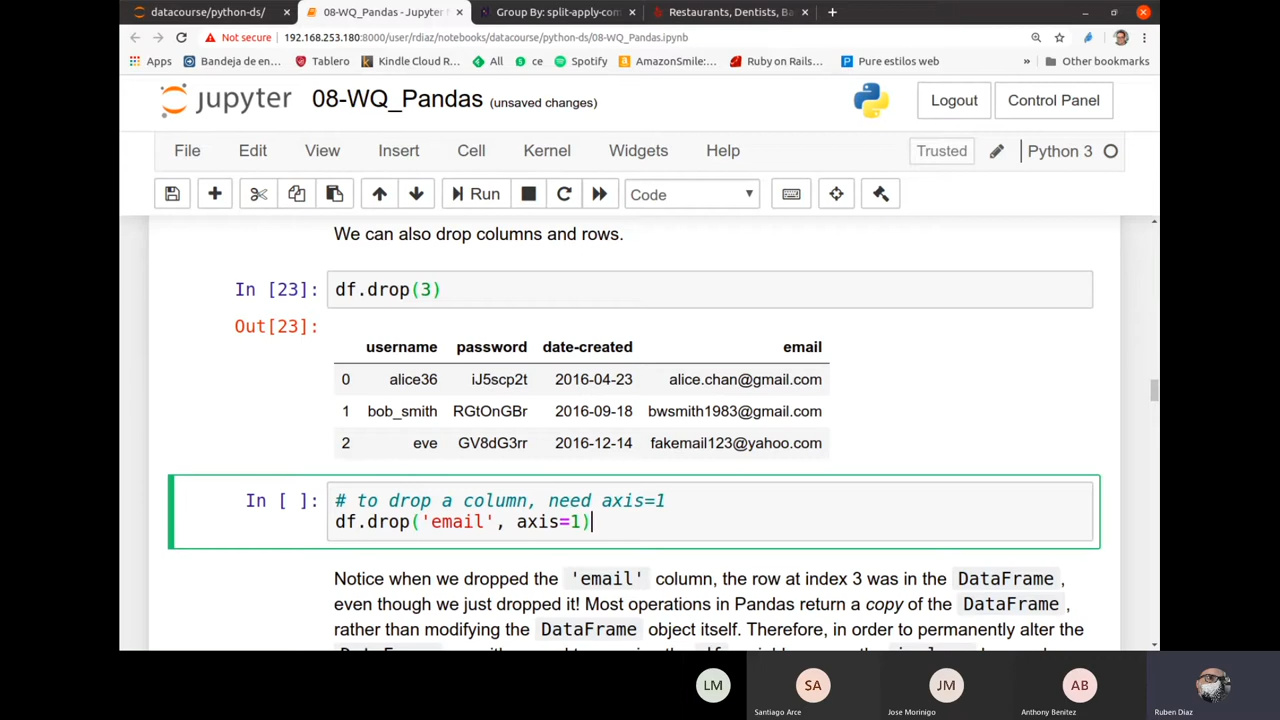 datacourse/python-ds/
08-WQ_Pandas - Jupyter
Group By: split-apply-com
Restaurants, Dentists, Ba
Not secure 192.168.253.180:8000/user/rdiaz/notebooks/datacourse/python-ds/08-WQ_Pandas.ipynb
Apps Bandeja de en... Tablero Kindle Cloud R... All ce Spotify AmazonSmile:... Ruby on Rails... Pure estilos web » Other bookmarks
jupyter 08-WQ_Pandas (unsaved changes) Logout Control Panel
File Edit View Insert Cell Kernel Widgets Help Trusted Python 3
Run Code
We can also drop columns and rows.
In [23]: df.drop(3)
Out[23]:
username password date-created email
0 alice36 iJ5scp2t 2016-04-23 alice.chan@gmail.com
1 bob_smith RGtOnGBr 2016-09-18 bwsmith1983@gmail.com
2 eve GV8dG3rr 2016-12-14 fakemail123@yahoo.com
In [ ]: # to drop a column, need axis=1
df.drop('email', axis=1)
Notice when we dropped the 'email' column, the row at index 3 was in the DataFrame,
even though we just dropped it! Most operations in Pandas return a copy of the DataFrame,
rather than modifying the DataFrame object itself. Therefore, in order to permanently alter the
LM SA JM AB
Santiago Arce Jose Morinigo Anthony Benitez Ruben Diaz